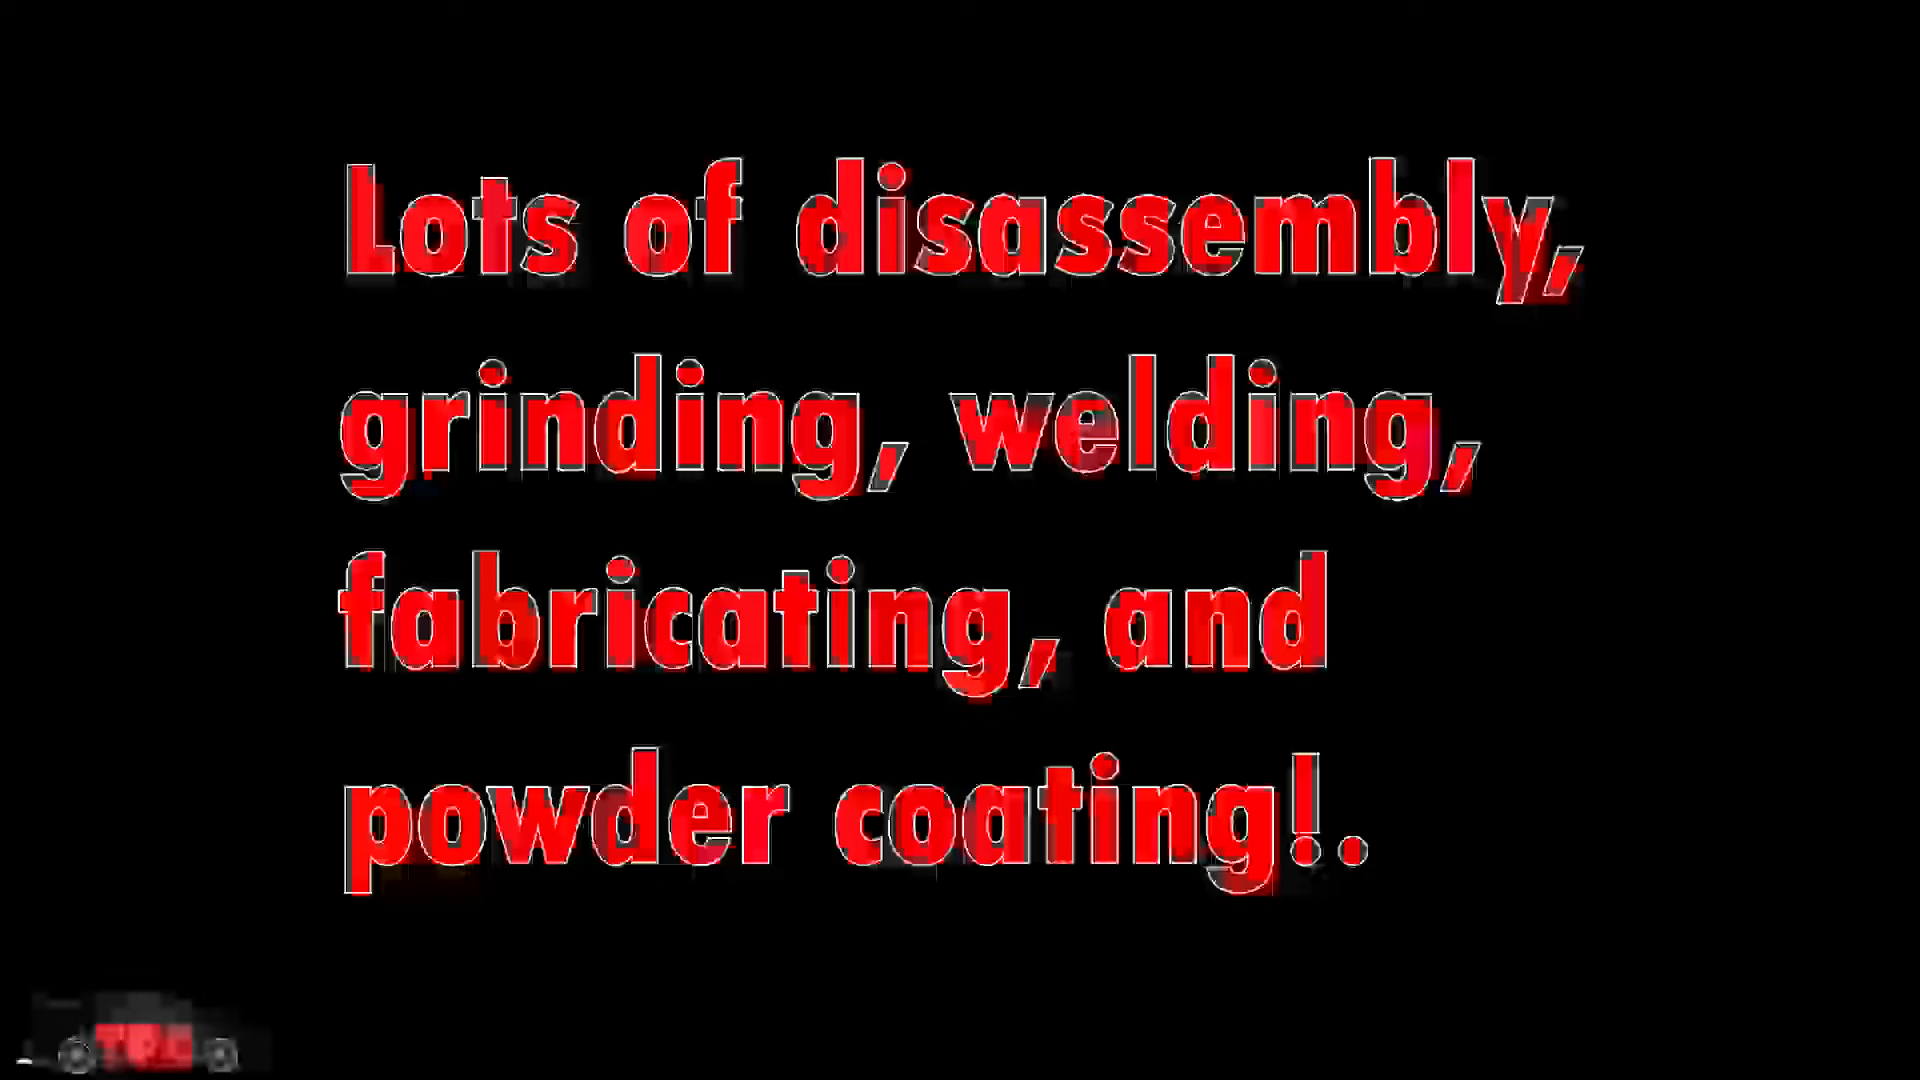 Lots of disassembly,
grinding, welding,
fabricating, and
powder coating!.